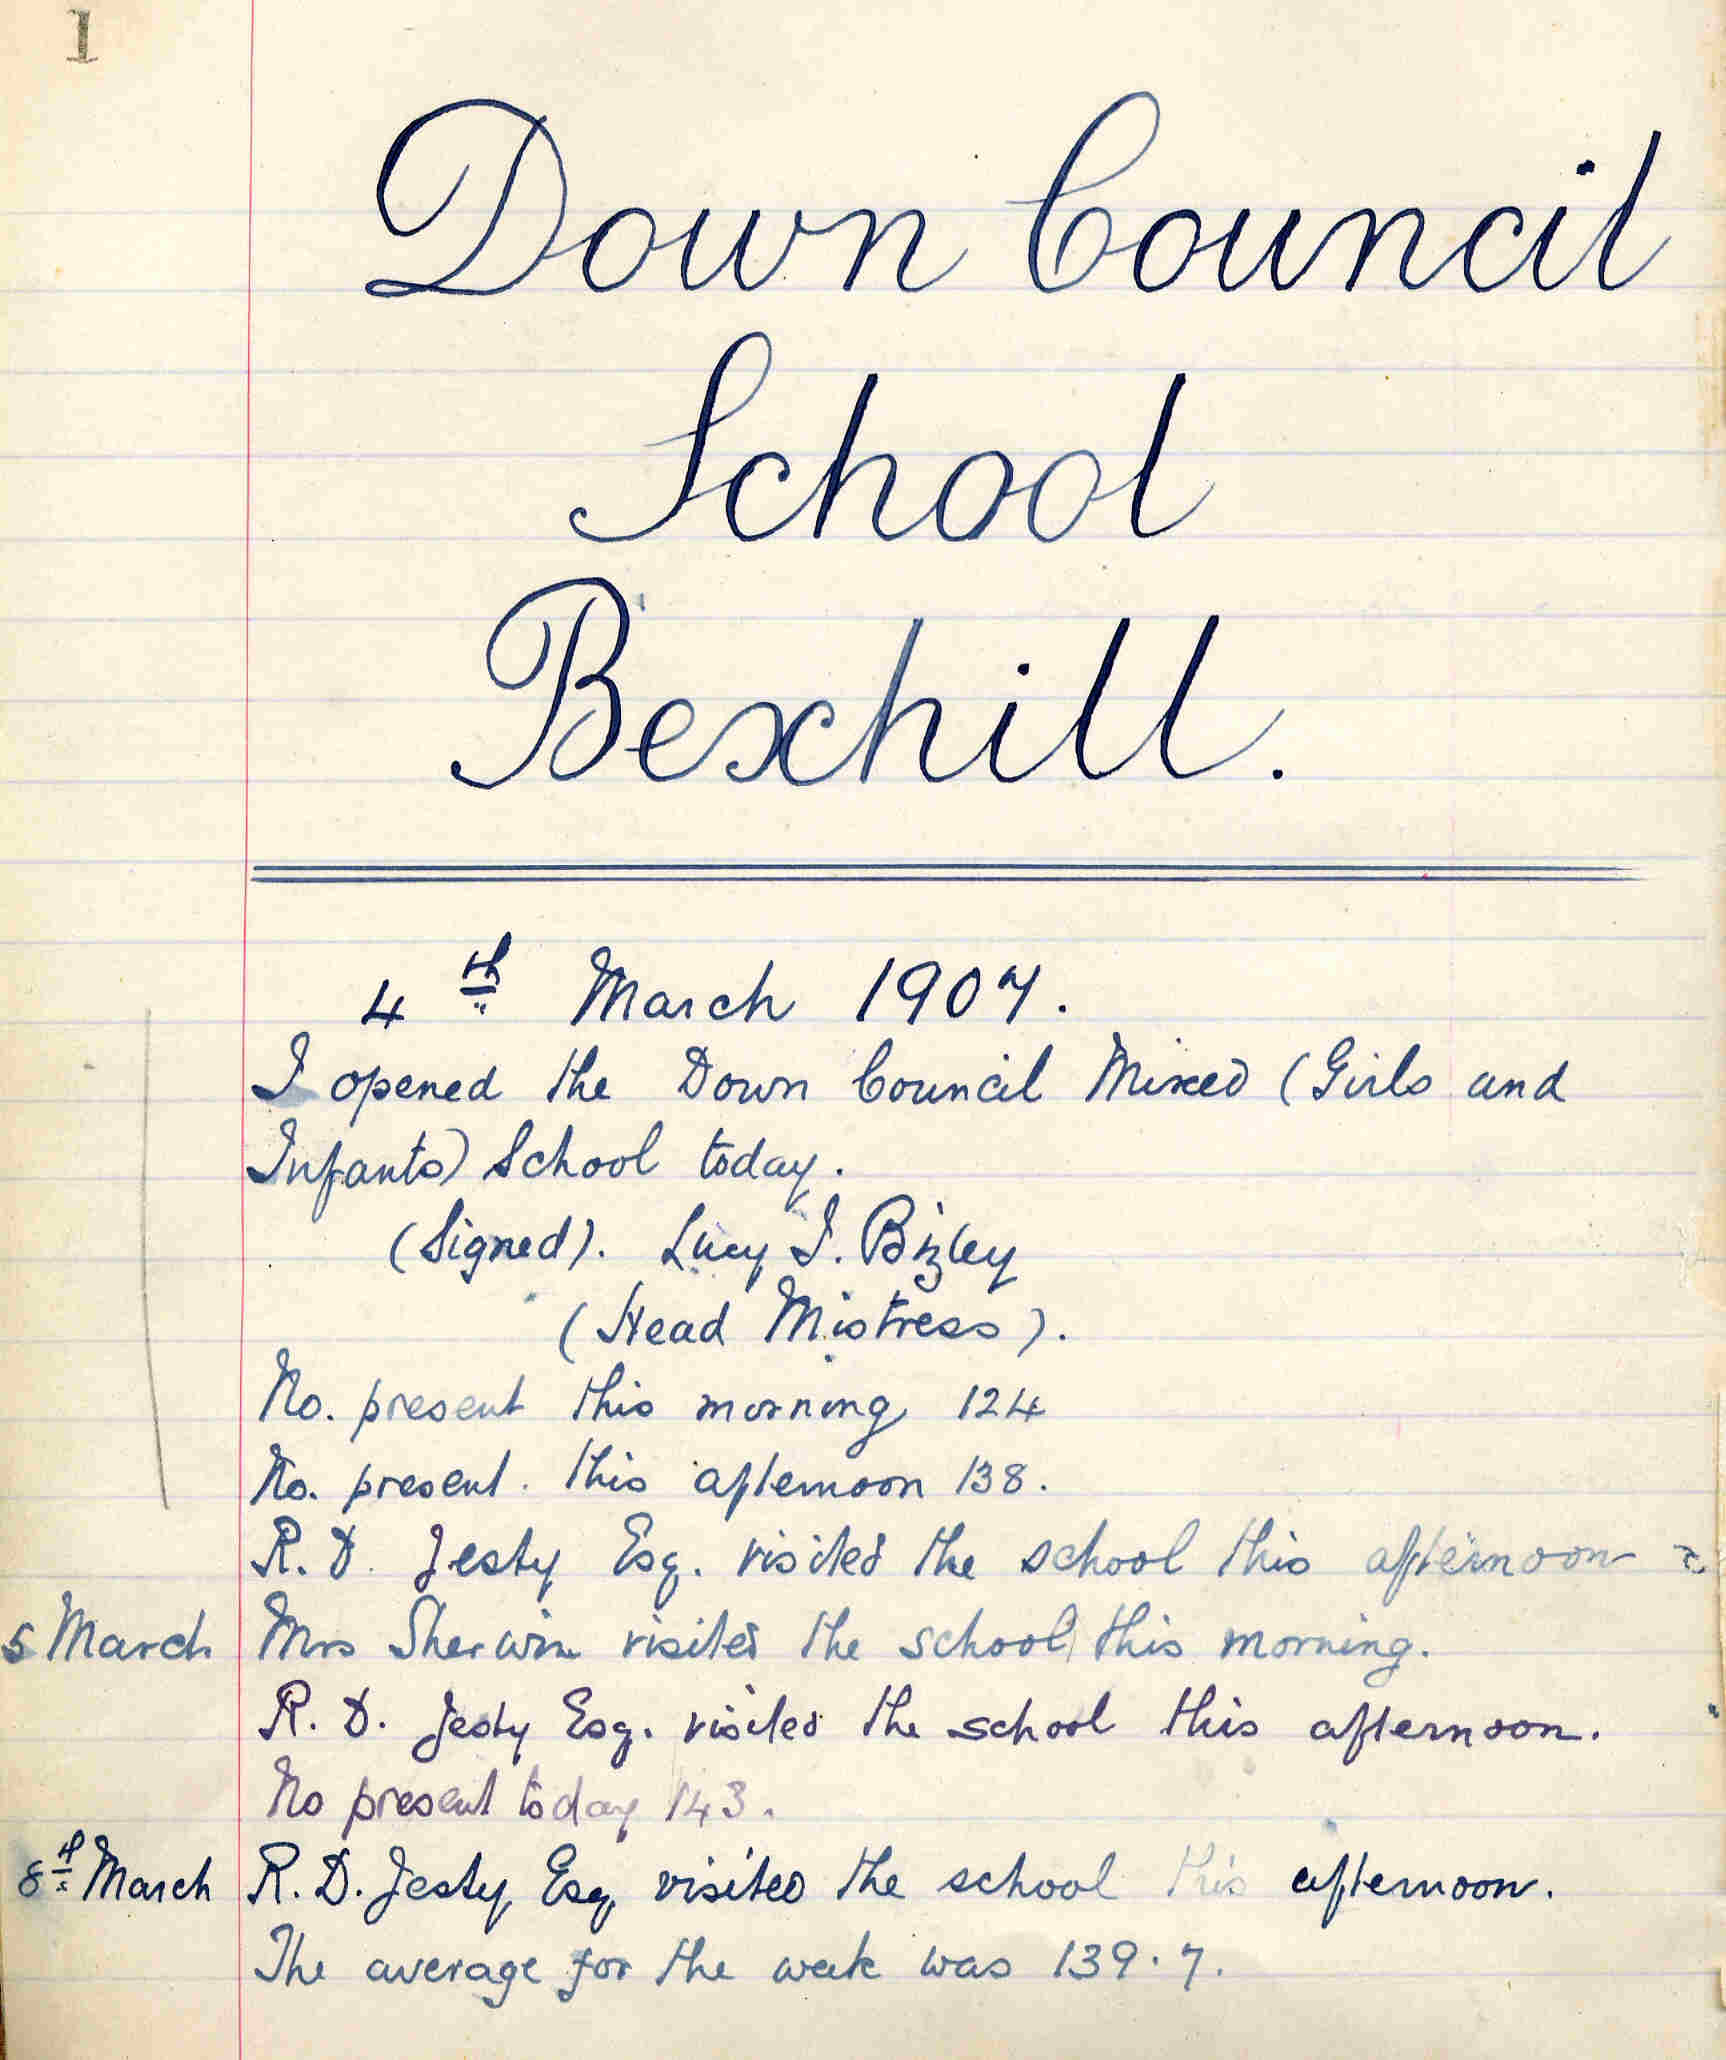 1
Down Council
School
Bexhill.
4th March 1907.
I opened the Down Council Mixed (Girls and
Infants) School today.
(Signed). Lucy I. Bizley
(Head Mistress).
No. present this morning 124
No. present. this afternoon 138.
R. D. Jesty Esq. visited the school this afternoon
5 March Mrs Sherwin visited the school this morning.
R. D. Jesty Esq. visited the school this afternoon.
No present today 143.
8th March R. D. Jesty Esq. visited the school this afternoon.
The average for the week was 139.7.